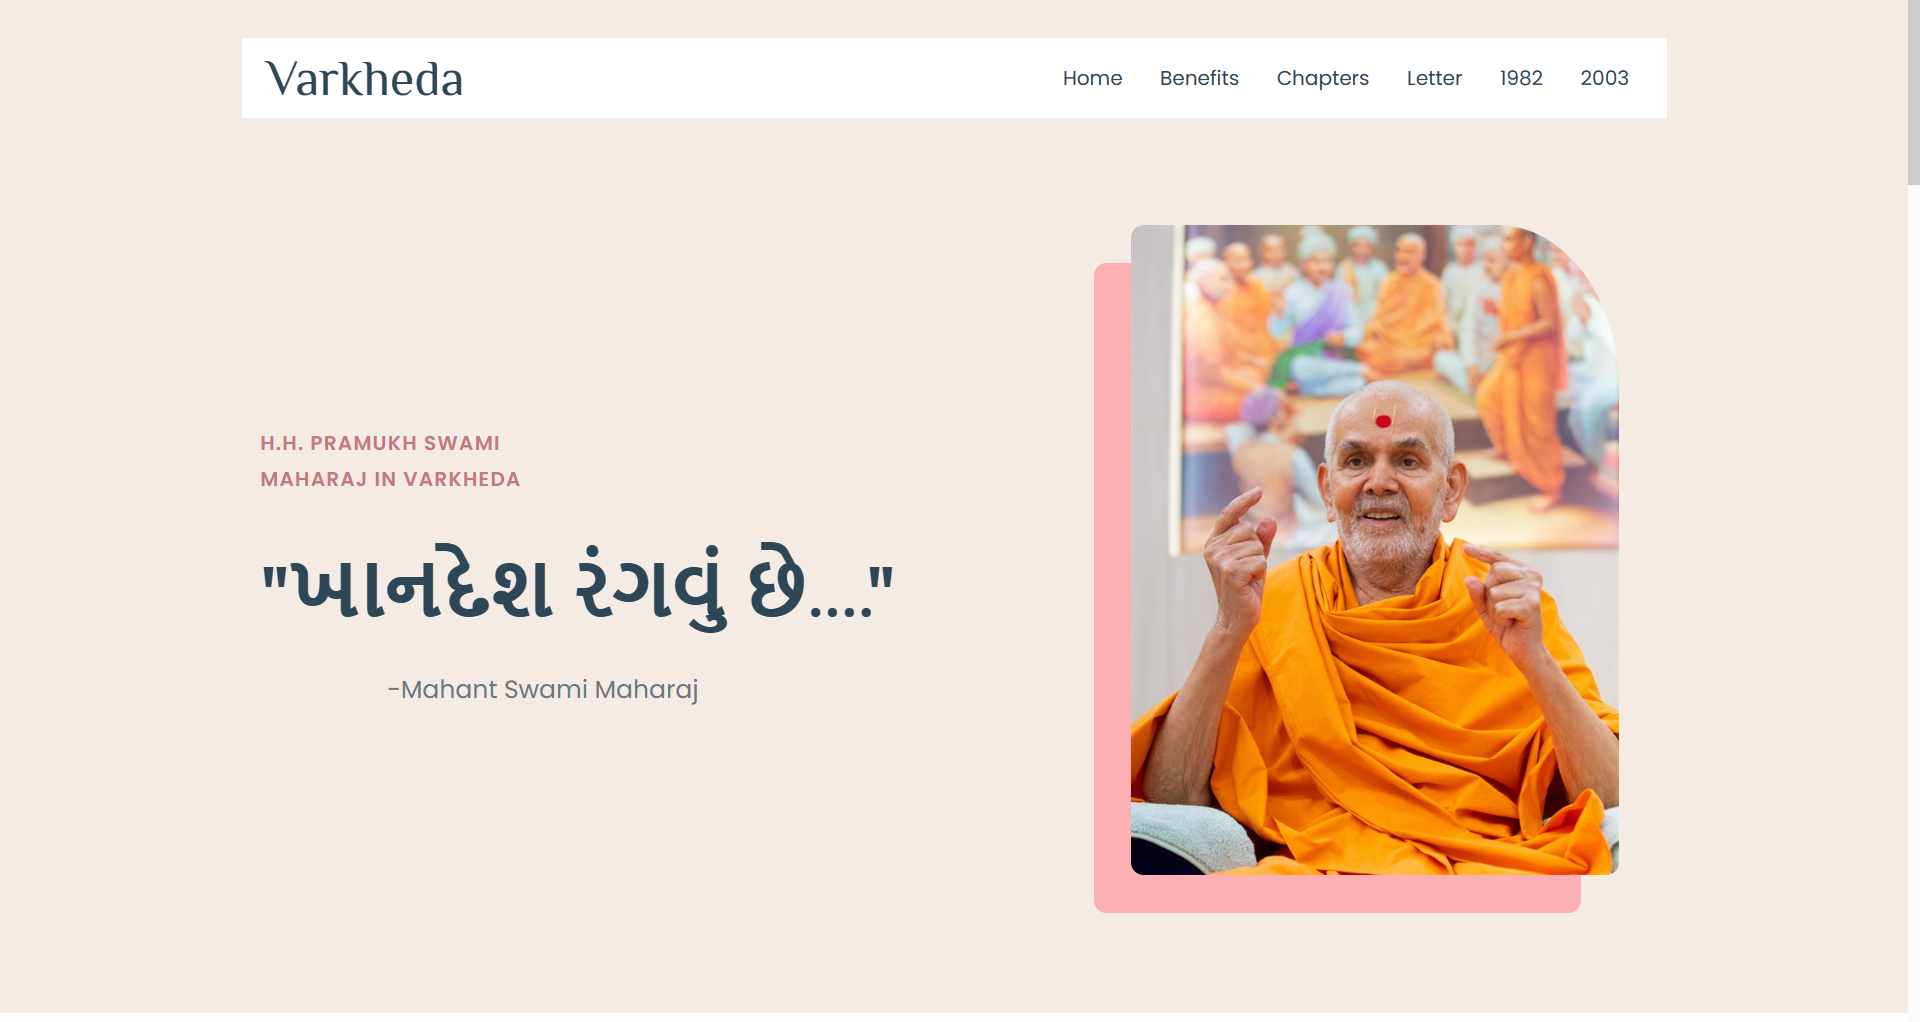 Varkheda
Home Benefits Chapters Letter 1982 2003
H.H. PRAMUKH SWAMI
MAHARAJ IN VARKHEDA
"ખાનદેશ રંગવું છે...."
-Mahant Swami Maharaj